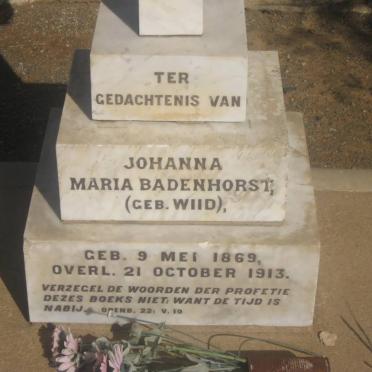 TER
GEDACHTENIS VAN
JOHANNA
MARIA BADENHORST,
(GEB. WIID),
GEB. 9 MEI 1869,
OVERL. 21 OCTOBER 1913.
VERZEGEL DE WOORDEN DER PROFETIE
DEZES BOEKS NIET: WANT DE TIJD IS
NABIJ. OPENB. 22: V. 10